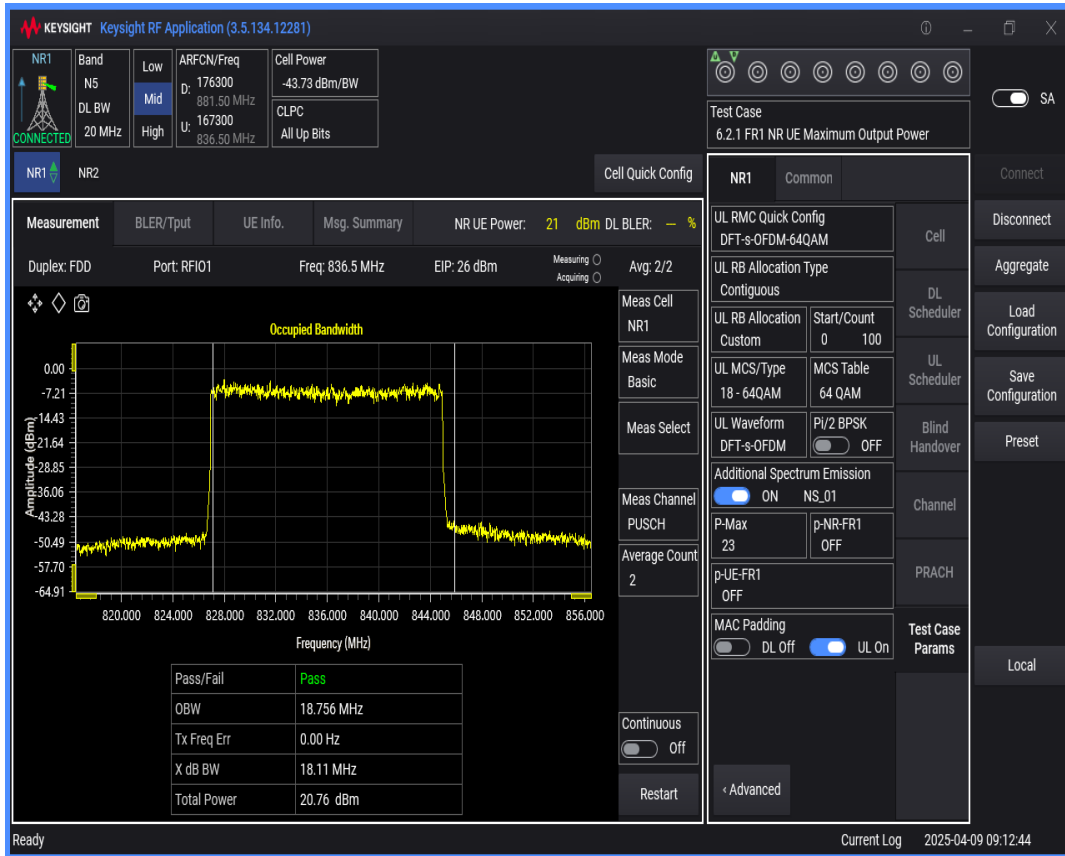 KEYSIGHT Keysight RF Application (3.5.134.12281)
NR1
CONNECTED
Band
N5
DL BW
20 MHz
Low
Mid
High
ARFCN/Freq
D: 176300
881.50 MHz
U: 167300
836.50 MHz
Cell Power
-43.73 dBm/BW
CLPC
All Up Bits
Test Case
6.2.1 FR1 NR UE Maximum Output Power
SA
NR1 NR2
Cell Quick Config
Measurement BLER/Tput UE Info. Msg. Summary NR UE Power: 21 dBm DL BLER: — %
Duplex: FDD Port: RFIO1 Freq: 836.5 MHz EIP: 26 dBm Measuring Acquiring Avg: 2/2
Occupied Bandwidth
Amplitude (dBm)
0.00
-7.21
-14.43
-21.64
-28.85
-36.06
-43.28
-50.49
-57.70
-64.91
820.000 824.000 828.000 832.000 836.000 840.000 844.000 848.000 852.000 856.000
Frequency (MHz)
Pass/Fail Pass
OBW 18.756 MHz
Tx Freq Err 0.00 Hz
X dB BW 18.11 MHz
Total Power 20.76 dBm
Meas Cell
NR1
Meas Mode
Basic
Meas Select
Meas Channel
PUSCH
Average Count
2
Continuous
Off
Restart
NR1 Common
UL RMC Quick Config
DFT-s-OFDM-64QAM
UL RB Allocation Type
Contiguous
UL RB Allocation
Custom
Start/Count
0 100
UL MCS/Type
18 - 64QAM
MCS Table
64 QAM
UL Waveform
DFT-s-OFDM
Pi/2 BPSK
OFF
Additional Spectrum Emission
ON NS_01
P-Max
23
p-NR-FR1
OFF
p-UE-FR1
OFF
MAC Padding
DL Off UL On
‹ Advanced
Cell
DL
Scheduler
UL
Scheduler
Blind
Handover
Channel
PRACH
Test Case
Params
Connect
Disconnect
Aggregate
Load
Configuration
Save
Configuration
Preset
Local
Ready
Current Log 2025-04-09 09:12:44